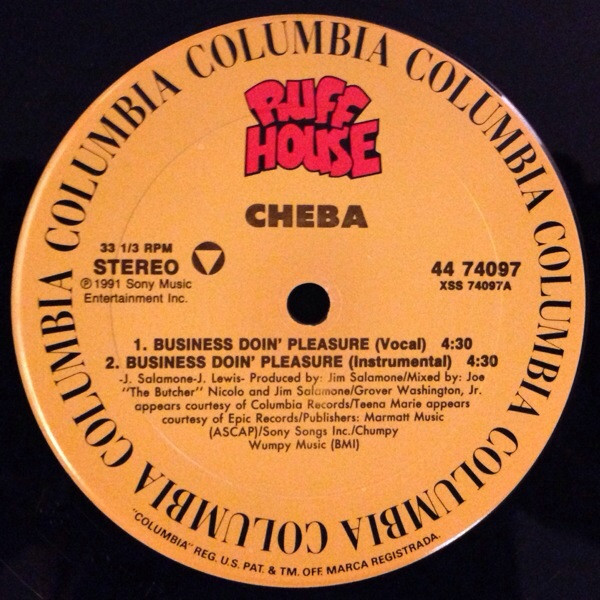 COLUMBIA COLUMBIA COLUMBIA COLUMBIA COLUMBIA COLUMBIA COLUMBIA COLUMBIA
RUFF
HOUSE
CHEBA
33 1/3 RPM
STEREO
℗1991 Sony Music
Entertainment Inc.
44 74097
XSS 74097A
1. BUSINESS DOIN' PLEASURE (Vocal) 4:30
2. BUSINESS DOIN' PLEASURE (Instrumental) 4:30
-J. Salamone-J. Lewis- Produced by: Jim Salamone/Mixed by: Joe
"The Butcher" Nicolo and Jim Salamone/Grover Washington, Jr.
appears courtesy of Columbia Records/Teena Marie appears
courtesy of Epic Records/Publishers: Marmatt Music
(ASCAP)/Sony Songs Inc./Chumpy
Wumpy Music (BMI)
"COLUMBIA" REG. U.S. PAT. & TM. OFF. MARCA REGISTRADA.